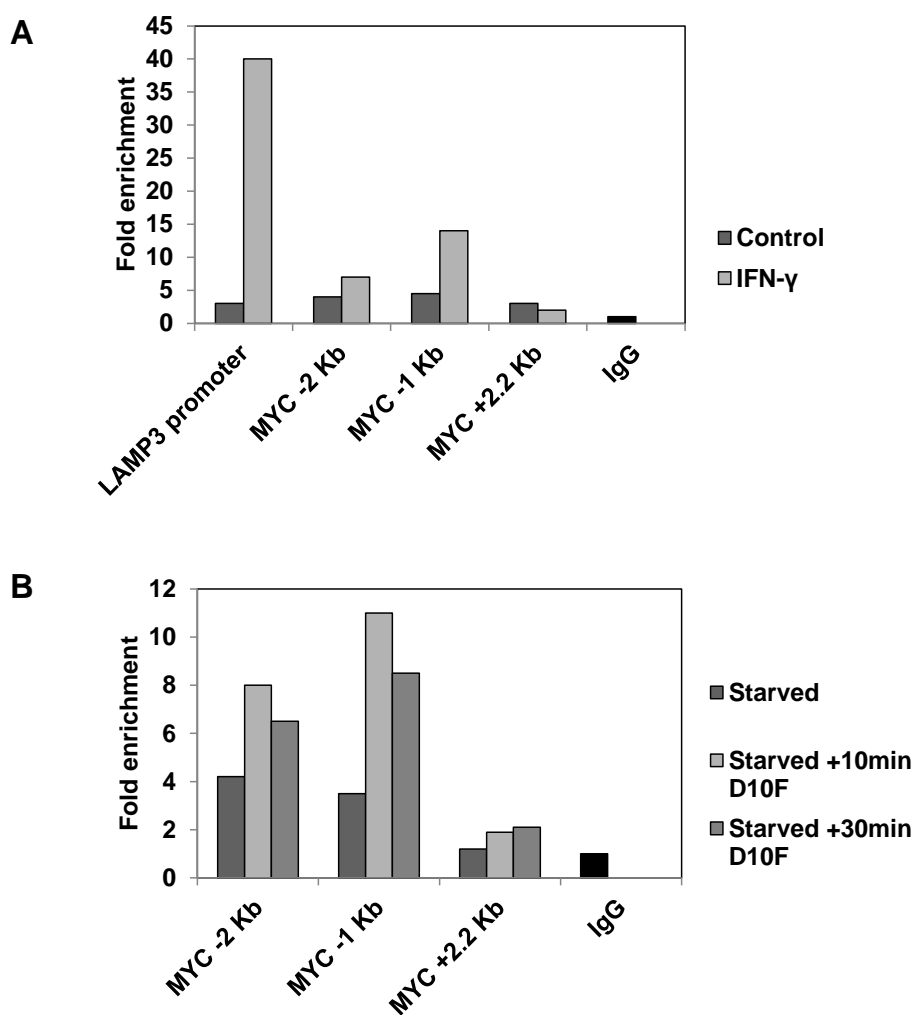 A
Fold enrichment
45
40
35
30
25
20
15
10
5
0
LAMP3 promoter
MYC -2 Kb
MYC -1 Kb
MYC +2.2 Kb
IgG
Control
IFN-γ
B
Fold enrichment
12
10
8
6
4
2
0
MYC -2 Kb
MYC -1 Kb
MYC +2.2 Kb
IgG
Starved
Starved +10min
D10F
Starved +30min
D10F